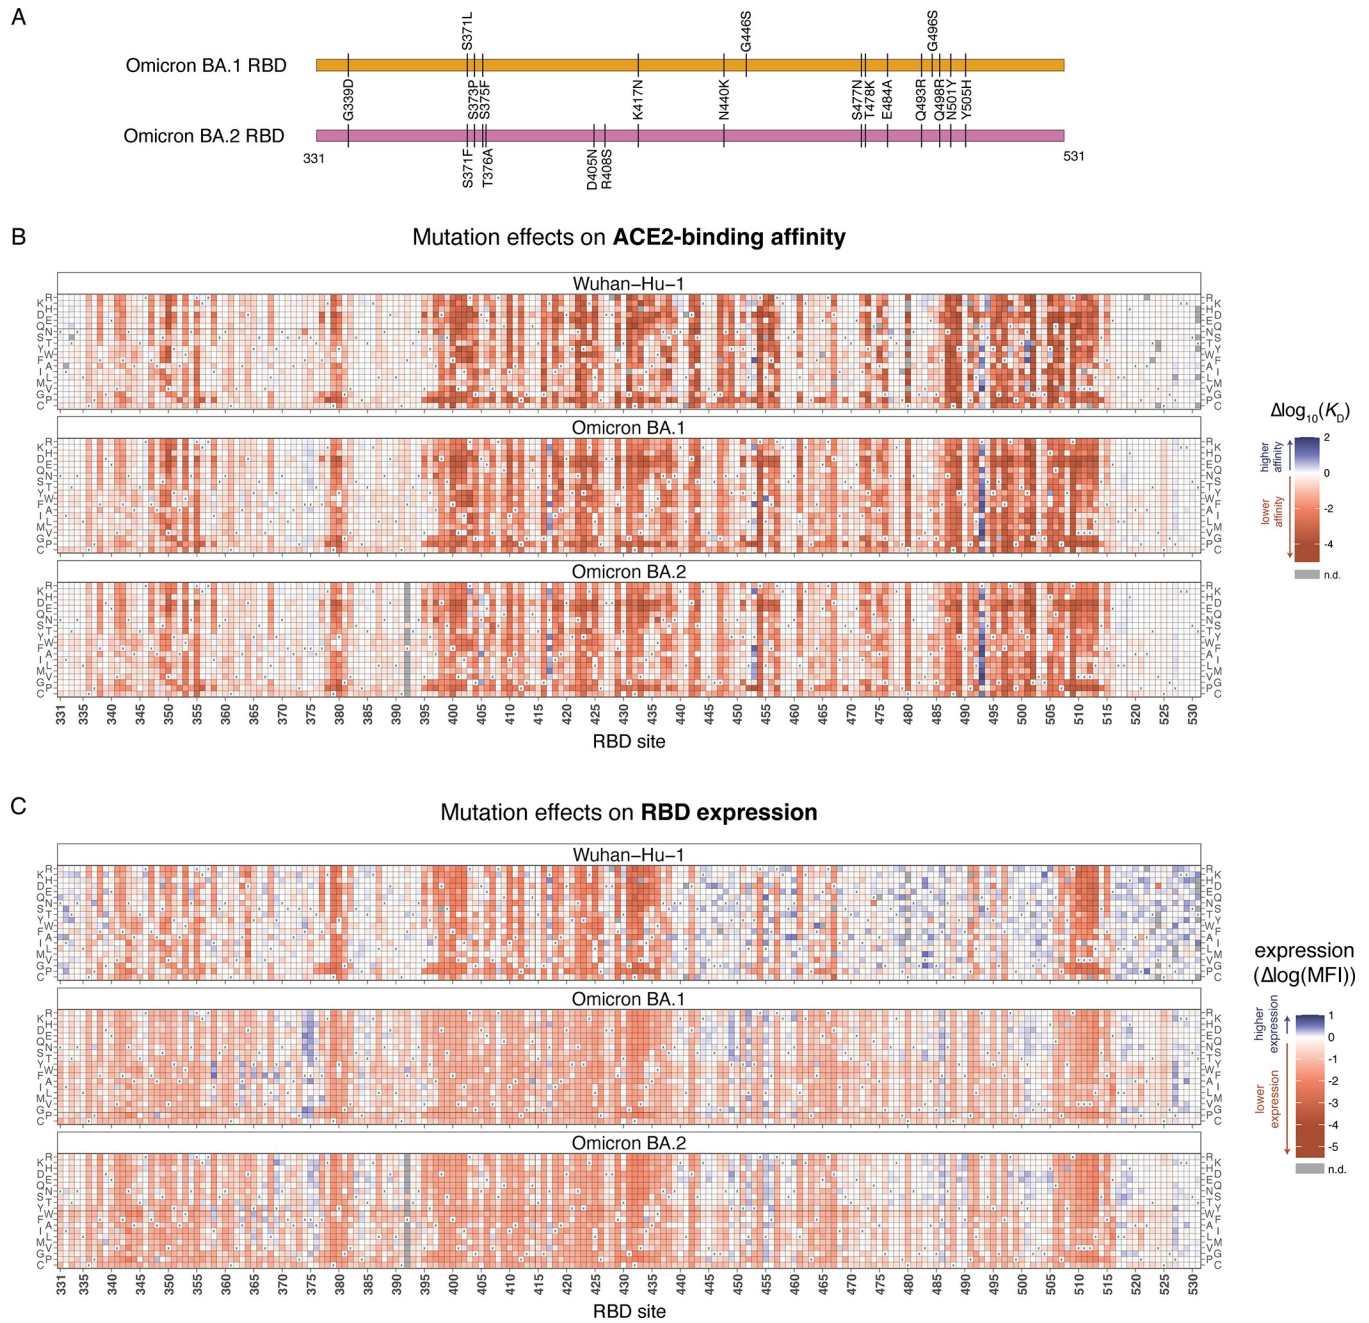 A
S371L
G446S
G496S
Omicron BA.1 RBD
G339D
S373P
S375F
K417N
N440K
S477N
T478K
E484A
Q493R
Q498R
N501Y
Y505H
Omicron BA.2 RBD
331
531
S371F
T376A
D405N
R408S
B
Mutation effects on ACE2-binding affinity
Wuhan−Hu−1
R K H D E Q N S T Y W F A I L M V G P C
Omicron BA.1
R K H D E Q N S T Y W F A I L M V G P C
Omicron BA.2
R K H D E Q N S T Y W F A I L M V G P C
331 335 340 345 350 355 360 365 370 375 380 385 390 395 400 405 410 415 420 425 430 435 440 445 450 455 460 465 470 475 480 485 490 495 500 505 510 515 520 525 530
RBD site
Δlog10(KD)
higher affinity
lower affinity
2
0
-2
-4
n.d.
C
Mutation effects on RBD expression
Wuhan−Hu−1
R K H D E Q N S T Y W F A I L M V G P C
Omicron BA.1
R K H D E Q N S T Y W F A I L M V G P C
Omicron BA.2
R K H D E Q N S T Y W F A I L M V G P C
331 335 340 345 350 355 360 365 370 375 380 385 390 395 400 405 410 415 420 425 430 435 440 445 450 455 460 465 470 475 480 485 490 495 500 505 510 515 520 525 530
RBD site
expression
(Δlog(MFI))
higher expression
lower expression
1
0
-1
-2
-3
-4
-5
n.d.